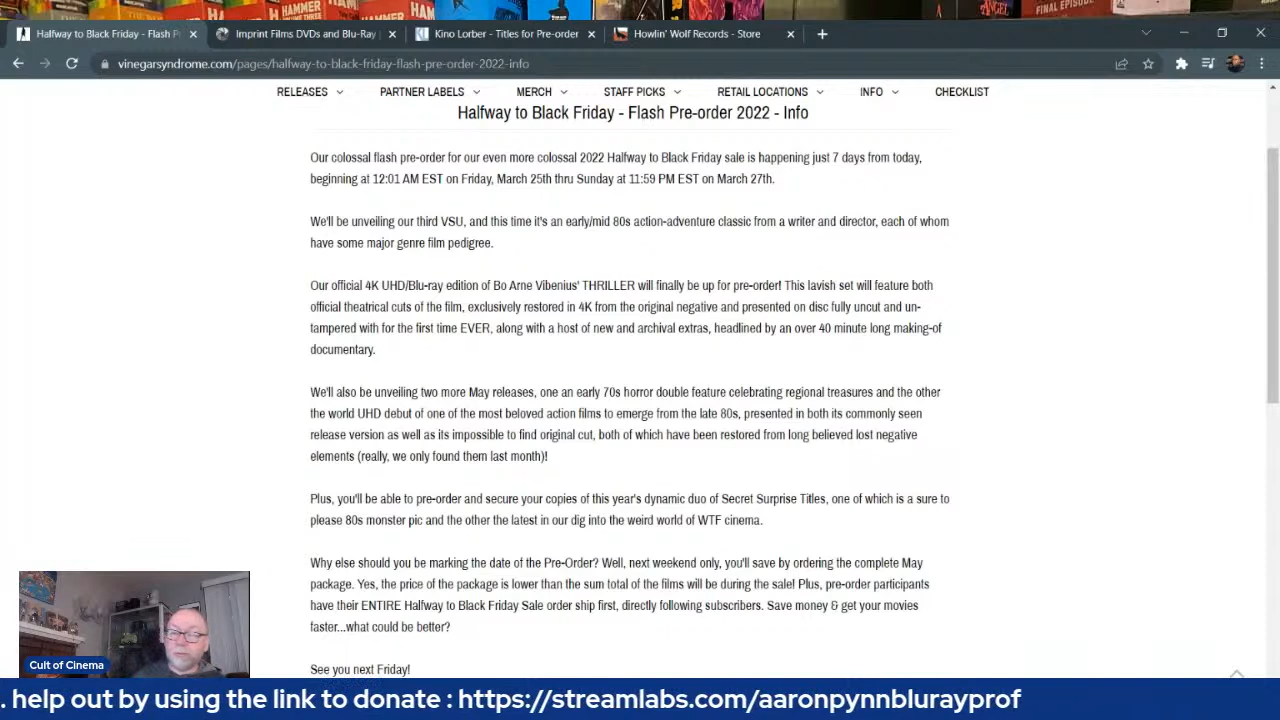 HAMMER
HAMMER
HAMMER
ANGEL
FINAL EPISODE
Halfway to Black Friday - Flash P
Imprint Films DVDs and Blu-Ray
Kino Lorber - Titles for Pre-order
Howlin' Wolf Records - Store
vinegarsyndrome.com/pages/halfway-to-black-friday-flash-pre-order-2022-info
RELEASES PARTNER LABELS MERCH STAFF PICKS RETAIL LOCATIONS INFO CHECKLIST
Halfway to Black Friday - Flash Pre-order 2022 - Info
Our colossal flash pre-order for our even more colossal 2022 Halfway to Black Friday sale is happening just 7 days from today,
beginning at 12:01 AM EST on Friday, March 25th thru Sunday at 11:59 PM EST on March 27th.
We'll be unveiling our third VSU, and this time it's an early/mid 80s action-adventure classic from a writer and director, each of whom
have some major genre film pedigree.
Our official 4K UHD/Blu-ray edition of Bo Arne Vibenius' THRILLER will finally be up for pre-order! This lavish set will feature both
official theatrical cuts of the film, exclusively restored in 4K from the original negative and presented on disc fully uncut and un-
tampered with for the first time EVER, along with a host of new and archival extras, headlined by an over 40 minute long making-of
documentary.
We'll also be unveiling two more May releases, one an early 70s horror double feature celebrating regional treasures and the other
the world UHD debut of one of the most beloved action films to emerge from the late 80s, presented in both its commonly seen
release version as well as its impossible to find original cut, both of which have been restored from long believed lost negative
elements (really, we only found them last month)!
Plus, you'll be able to pre-order and secure your copies of this year's dynamic duo of Secret Surprise Titles, one of which is a sure to
please 80s monster pic and the other the latest in our dig into the weird world of WTF cinema.
Why else should you be marking the date of the Pre-Order? Well, next weekend only, you'll save by ordering the complete May
package. Yes, the price of the package is lower than the sum total of the films will be during the sale! Plus, pre-order participants
have their ENTIRE Halfway to Black Friday Sale order ship first, directly following subscribers. Save money & get your movies
faster...what could be better?
See you next Friday!
Cult of Cinema
. help out by using the link to donate : https://streamlabs.com/aaronpynnblurayprof